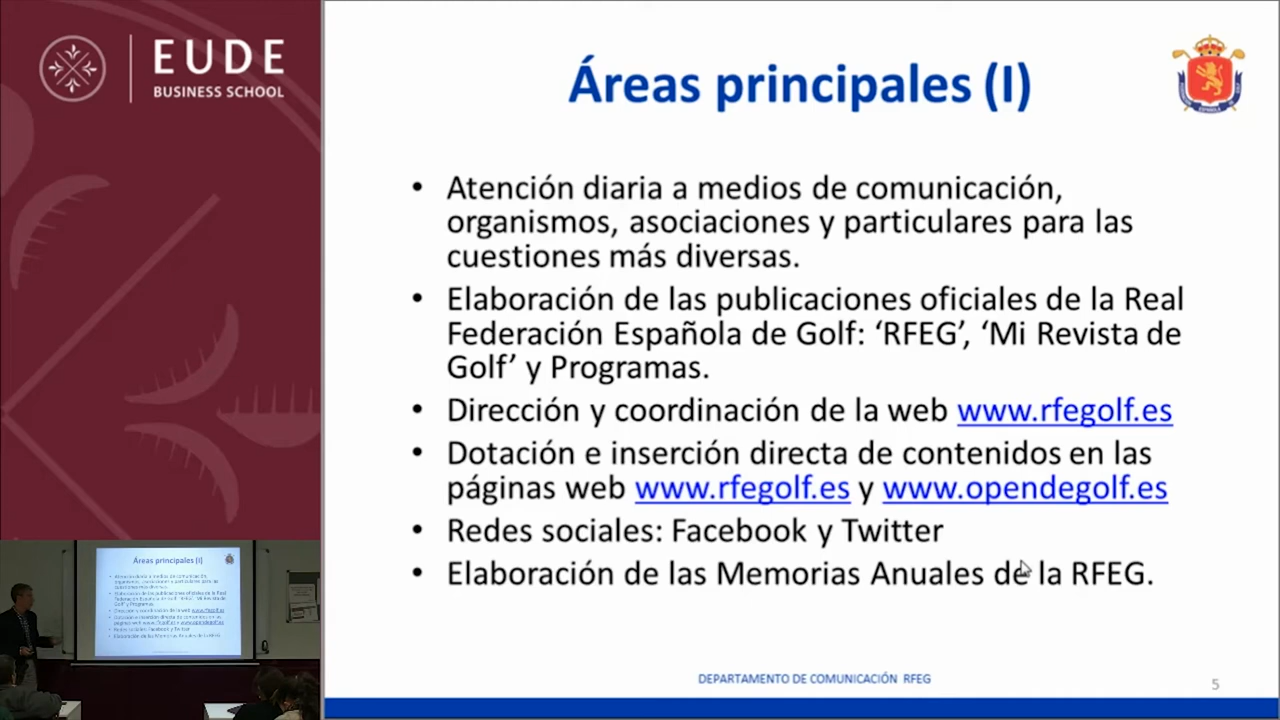 EUDE
BUSINESS SCHOOL
Áreas principales (I)
• Atención diaria a medios de comunicación,
organismos, asociaciones y particulares para las
cuestiones más diversas.
• Elaboración de las publicaciones oficiales de la Real
Federación Española de Golf: ‘RFEG’, ‘Mi Revista de
Golf’ y Programas.
• Dirección y coordinación de la web www.rfegolf.es
• Dotación e inserción directa de contenidos en las
páginas web www.rfegolf.es y www.opendegolf.es
• Redes sociales: Facebook y Twitter
• Elaboración de las Memorias Anuales de la RFEG.
DEPARTAMENTO DE COMUNICACIÓN RFEG
5
Áreas principales (I)